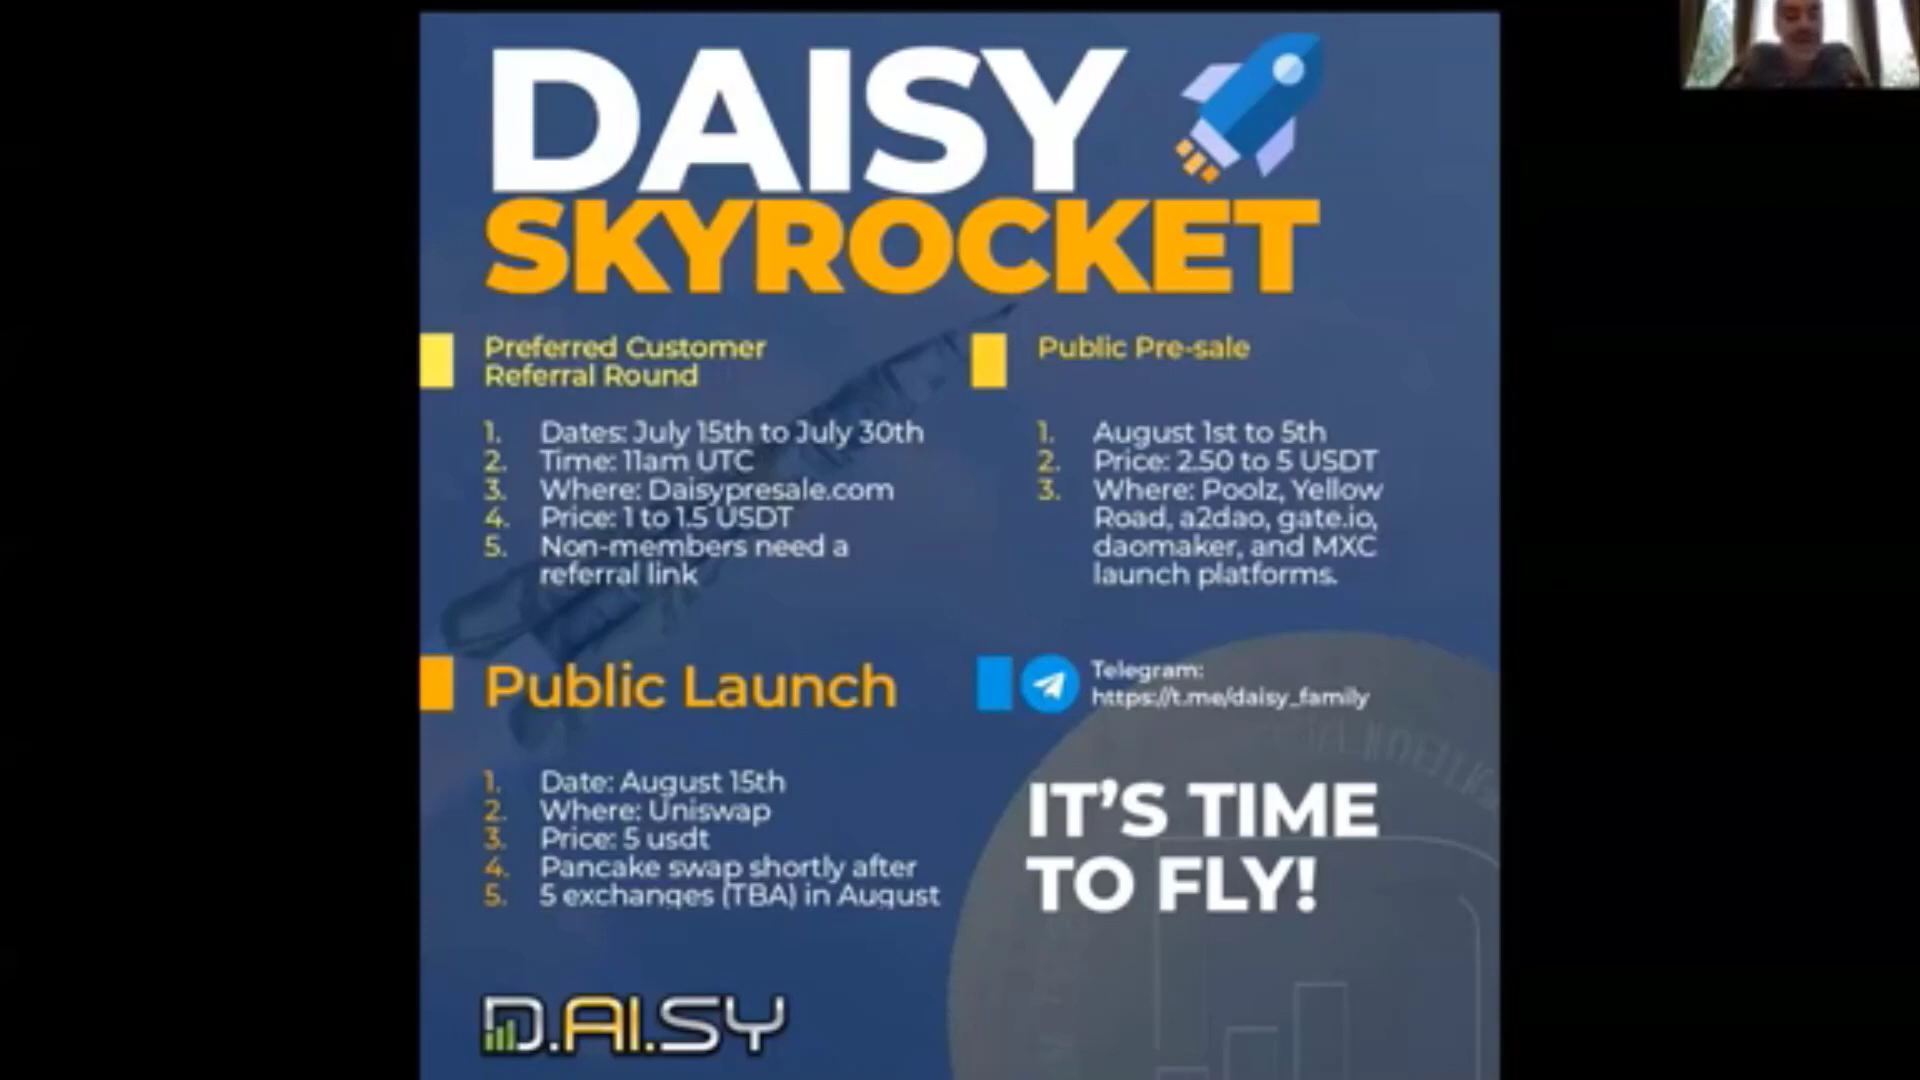 DAISY
SKYROCKET
Preferred Customer
Referral Round
1. Dates: July 15th to July 30th
2. Time: 11am UTC
3. Where: Daisypresale.com
4. Price: 1 to 1.5 USDT
5. Non-members need a
referral link
Public Pre-sale
1. August 1st to 5th
2. Price: 2.50 to 5 USDT
3. Where: Poolz, Yellow
Road, a2dao, gate.io,
daomaker, and MXC
launch platforms.
Public Launch
1. Date: August 15th
2. Where: Uniswap
3. Price: 5 usdt
4. Pancake swap shortly after
5. 5 exchanges (TBA) in August
Telegram:
https://t.me/daisy_family
IT'S TIME
TO FLY!
D.AI.SY